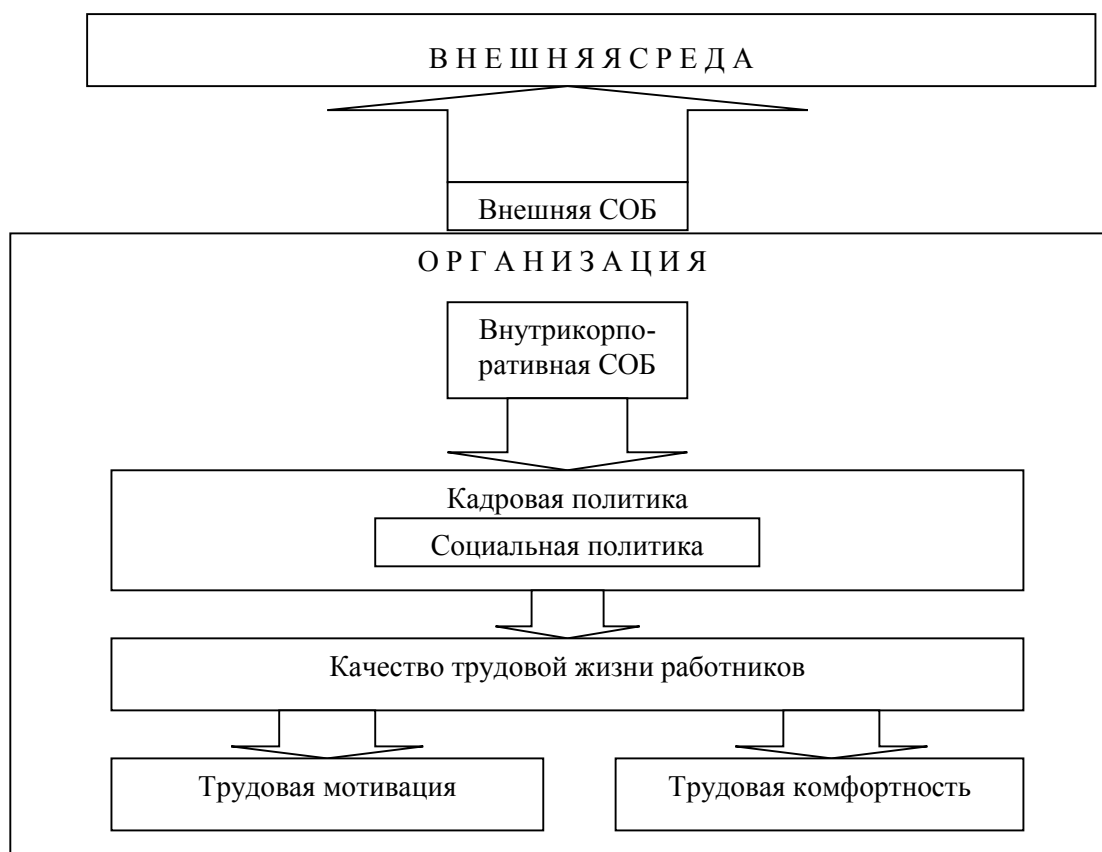 В Н Е Ш Н Я Я С Р Е Д А
Внешняя СОБ
О Р Г А Н И З А Ц И Я
Внутрикорпо-
ративная СОБ
Кадровая политика
Социальная политика
Качество трудовой жизни работников
Трудовая мотивация
Трудовая комфортность